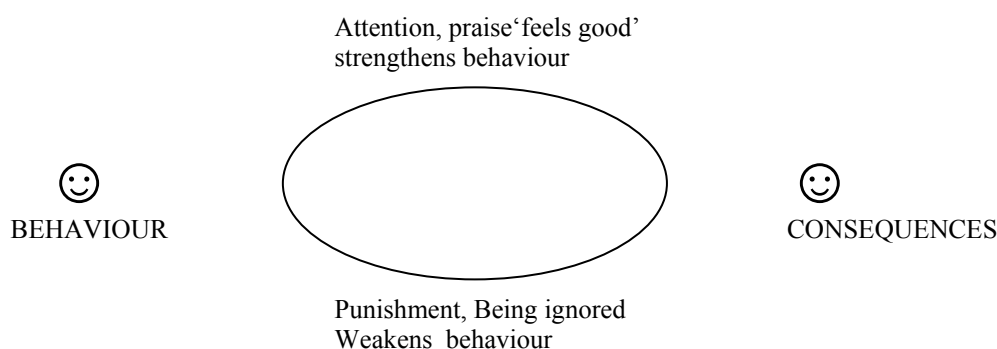 Attention, praise‘feels good’
strengthens behaviour
BEHAVIOUR
CONSEQUENCES
Punishment, Being ignored
Weakens behaviour